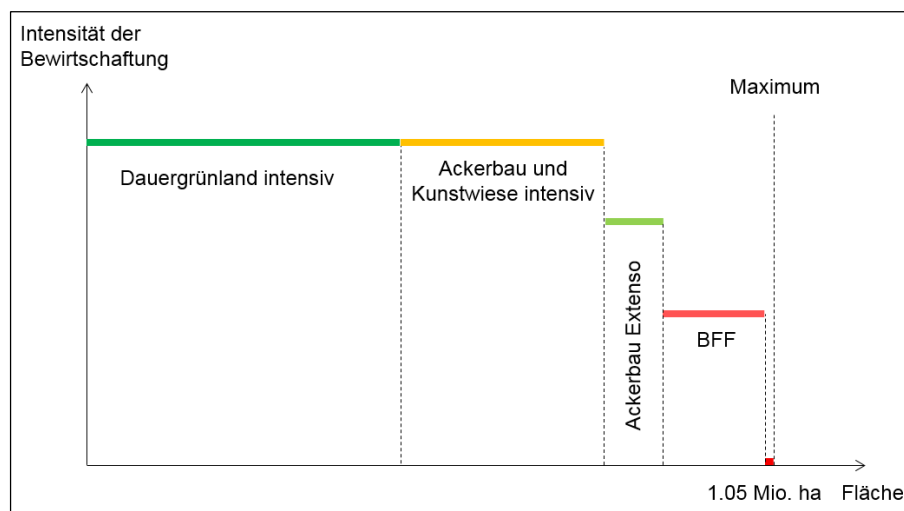 Intensität der
Bewirtschaftung
Maximum
Dauergrünland intensiv
Ackerbau und
Kunstwiese intensiv
Ackerbau Extenso
BFF
1.05 Mio. ha
Fläche